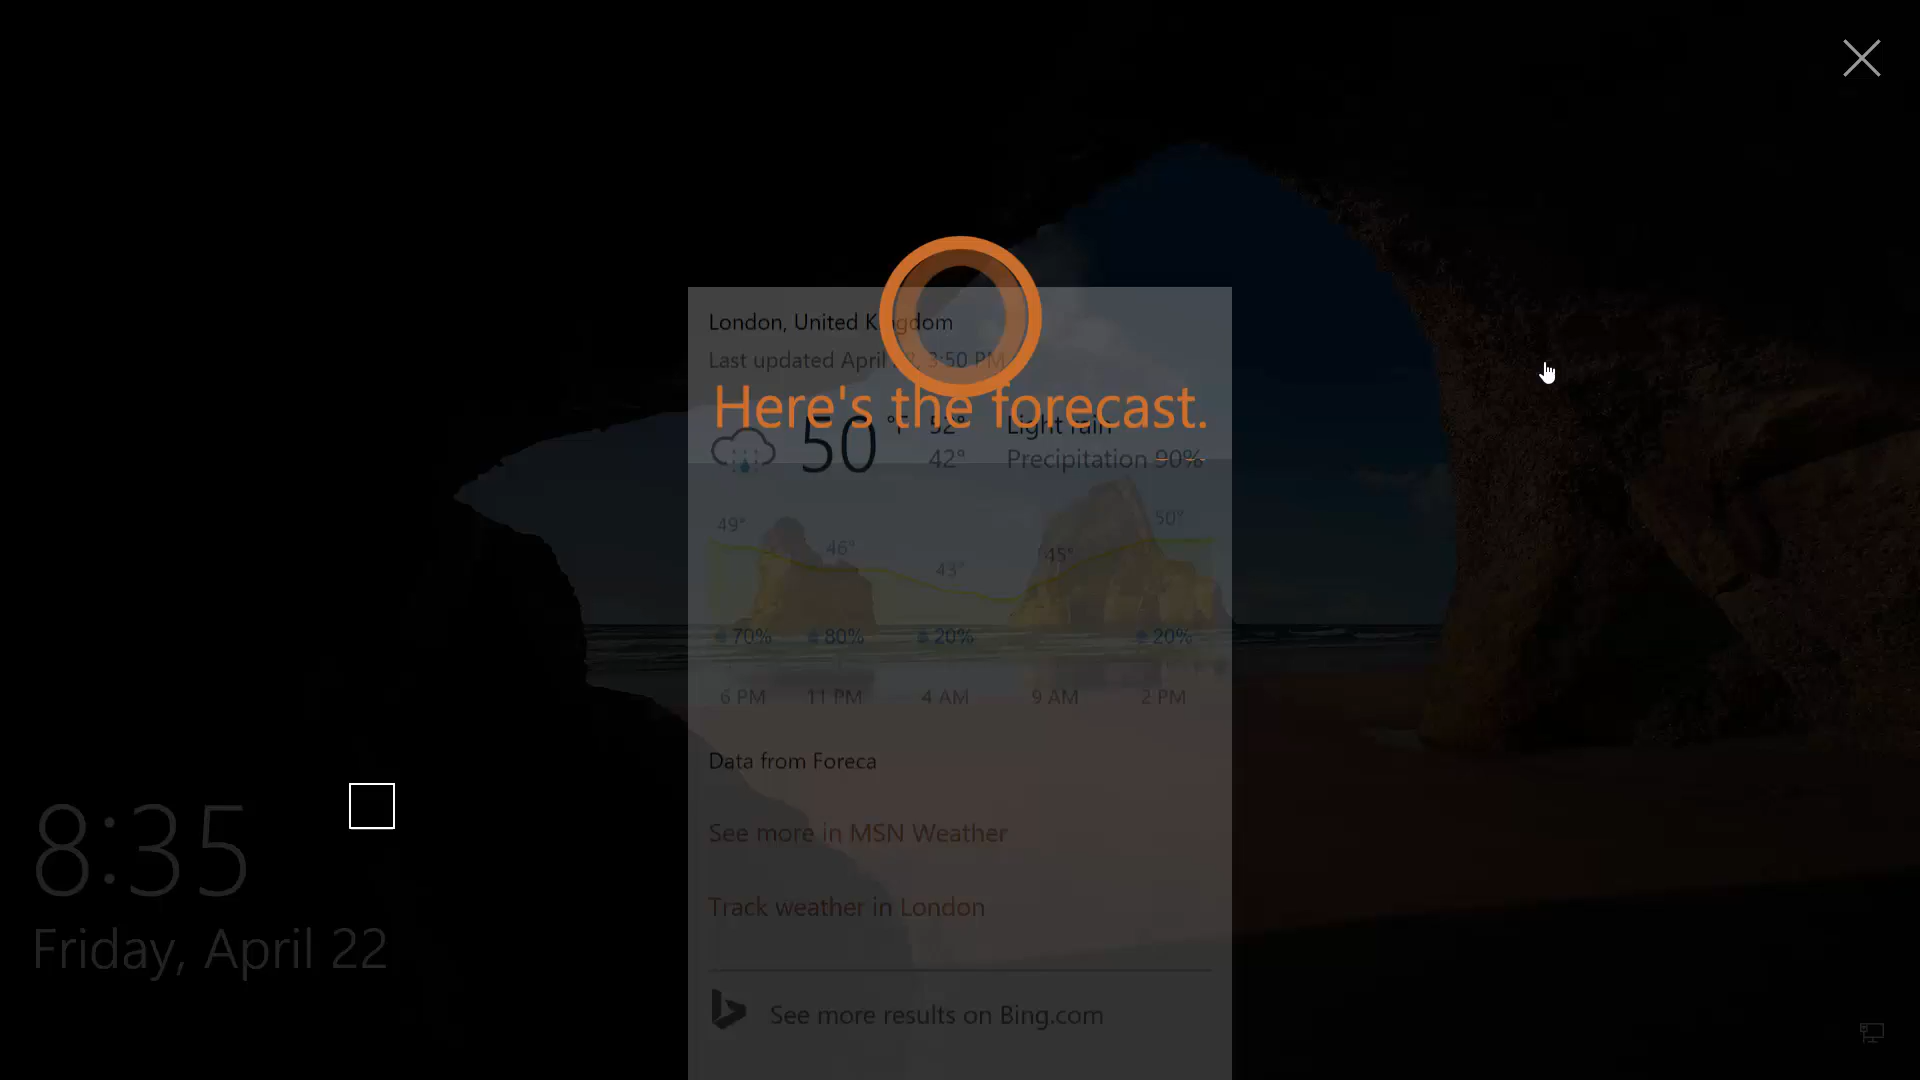 London, United Kingdom
Last updated April 22, 3:50 PM
Here's the forecast.
50 °F 52° Light rain
42° Precipitation 90%
49° 46° 43° 45° 50°
70% 80% 20% 20%
6 PM 11 PM 4 AM 9 AM 2 PM
Data from Foreca
See more in MSN Weather
Track weather in London
See more results on Bing.com
8:35
Friday, April 22